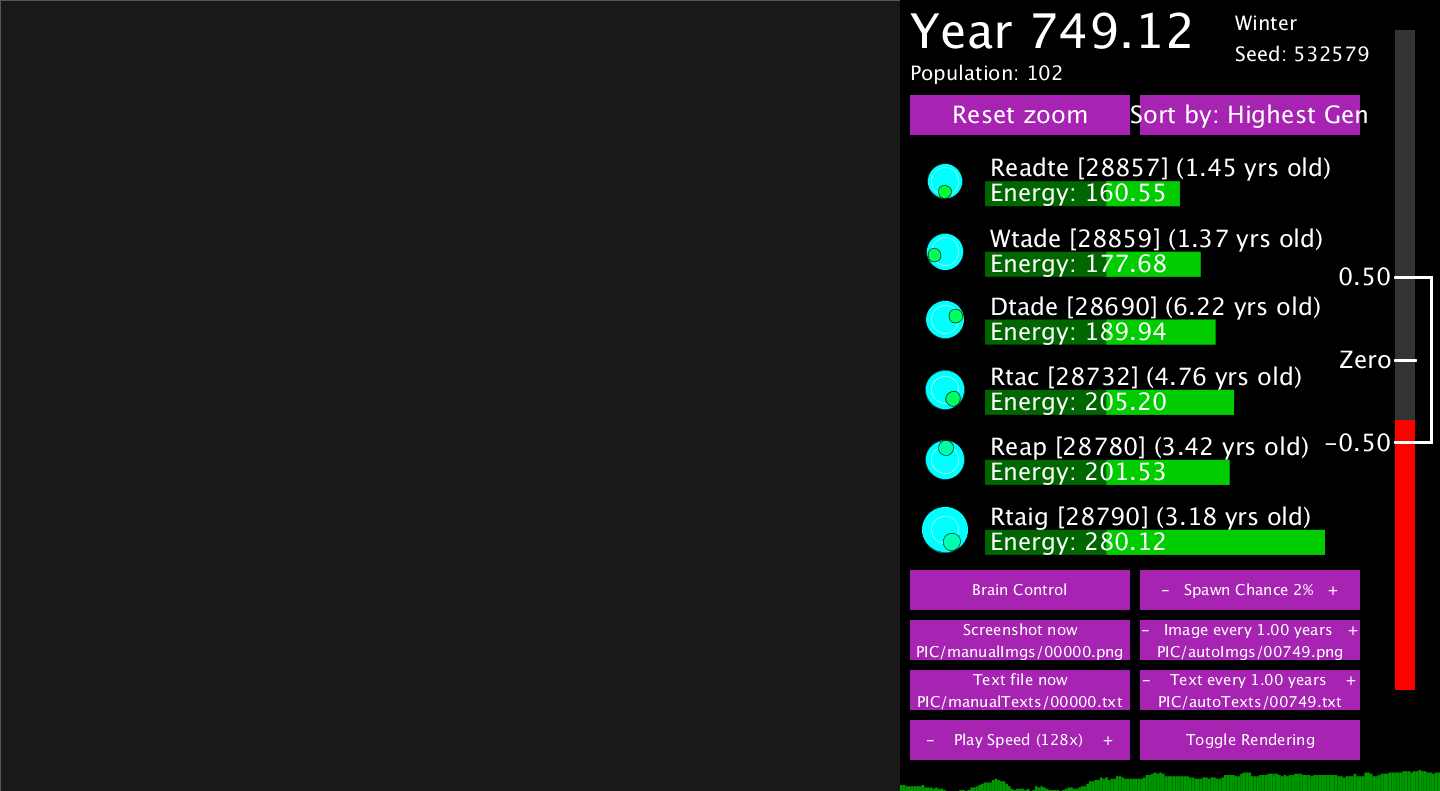 Year 749.12
Winter
Seed: 532579
Population: 102
Reset zoom
Sort by: Highest Gen
Readte [28857] (1.45 yrs old)
Energy: 160.55
Wtade [28859] (1.37 yrs old)
Energy: 177.68
Dtade [28690] (6.22 yrs old)
Energy: 189.94
Rtac [28732] (4.76 yrs old)
Energy: 205.20
Reap [28780] (3.42 yrs old)
Energy: 201.53
Rtaig [28790] (3.18 yrs old)
Energy: 280.12
0.50
Zero
−0.50
Brain Control
- Spawn Chance 2% +
Screenshot now
PIC/manualImgs/00000.png
- Image every 1.00 years +
PIC/autoImgs/00749.png
Text file now
PIC/manualTexts/00000.txt
- Text every 1.00 years +
PIC/autoTexts/00749.txt
- Play Speed (128x) +
Toggle Rendering